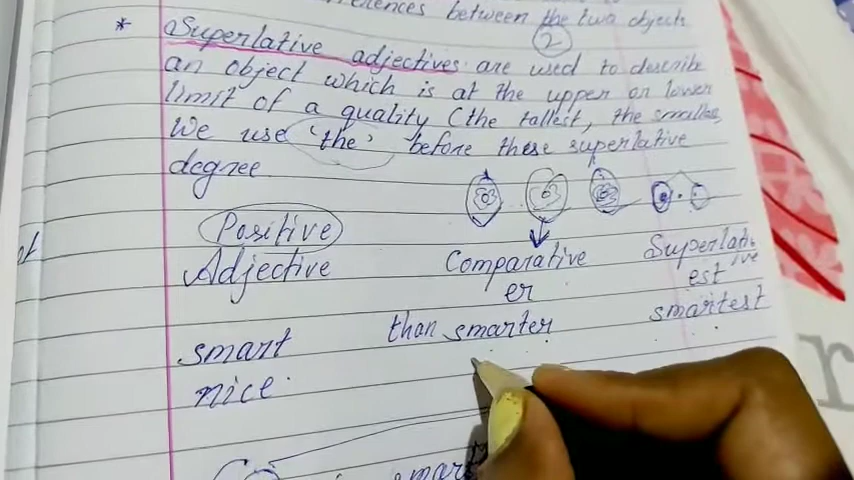 between the two objects
2
* Superlative adjectives are used to describe
an object which is at the upper or lower
limit of a quality (the tallest, the smallest,
We use 'the' before these superlative
degree
Positive
Adjective Comparative Superlative
er est
smart than smarter smartest
nice